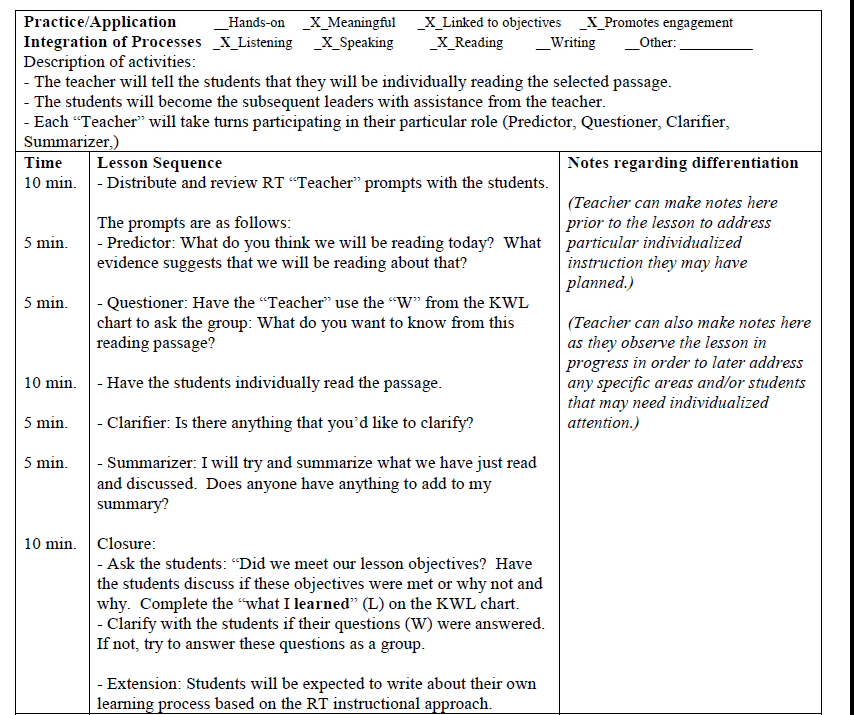 Practice/Application __Hands-on _X_Meaningful _X_Linked to objectives _X_Promotes engagement
Integration of Processes _X_Listening _X_Speaking _X_Reading __Writing __Other: __________
Description of activities:
- The teacher will tell the students that they will be individually reading the selected passage.
- The students will become the subsequent leaders with assistance from the teacher.
- Each “Teacher” will take turns participating in their particular role (Predictor, Questioner, Clarifier,
Summarizer,)
Time Lesson Sequence Notes regarding differentiation
10 min. - Distribute and review RT “Teacher” prompts with the students.
The prompts are as follows:
5 min. - Predictor: What do you think we will be reading today? What
evidence suggests that we will be reading about that?
5 min. - Questioner: Have the “Teacher” use the “W” from the KWL
chart to ask the group: What do you want to know from this
reading passage?
10 min. - Have the students individually read the passage.
5 min. - Clarifier: Is there anything that you’d like to clarify?
5 min. - Summarizer: I will try and summarize what we have just read
and discussed. Does anyone have anything to add to my
summary?
10 min. Closure:
- Ask the students: “Did we meet our lesson objectives? Have
the students discuss if these objectives were met or why not and
why. Complete the “what I learned” (L) on the KWL chart.
- Clarify with the students if their questions (W) were answered.
If not, try to answer these questions as a group.
- Extension: Students will be expected to write about their own
learning process based on the RT instructional approach.
(Teacher can make notes here
prior to the lesson to address
particular individualized
instruction they may have
planned.)
(Teacher can also make notes here
as they observe the lesson in
progress in order to later address
any specific areas and/or students
that may need individualized
attention.)